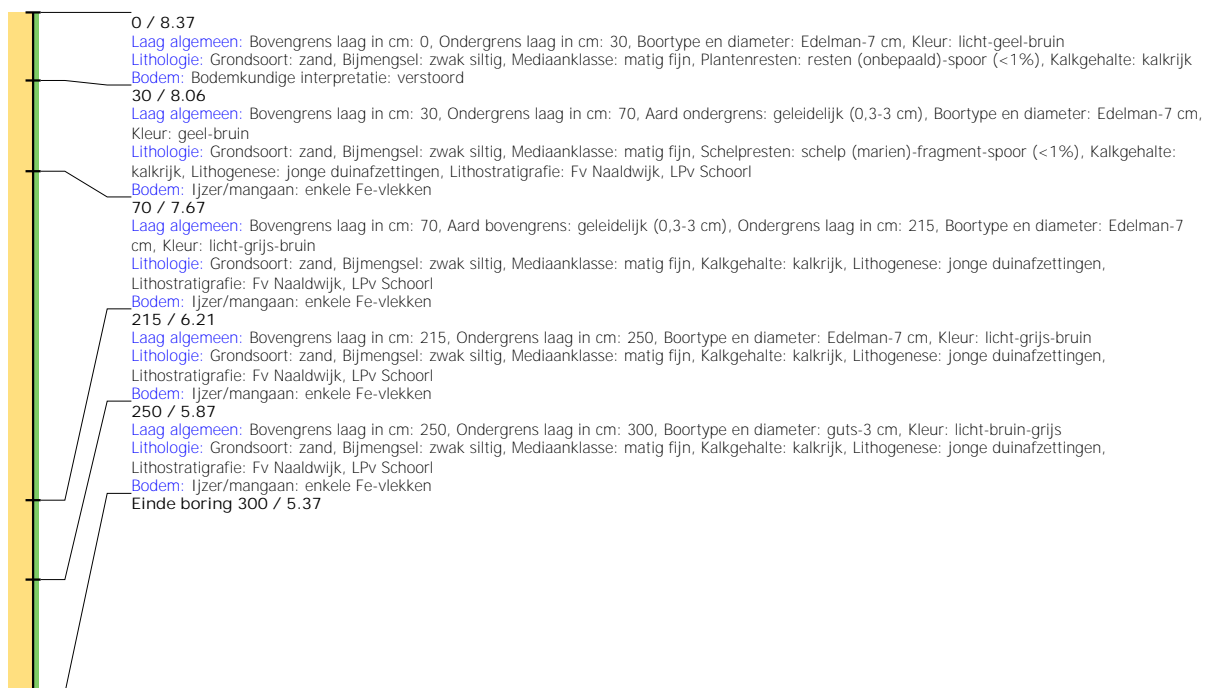 0 / 8.37
Laag algemeen: Bovengrens laag in cm: 0, Ondergrens laag in cm: 30, Boortype en diameter: Edelman-7 cm, Kleur: licht-geel-bruin
Lithologie: Grondsoort: zand, Bijmengsel: zwak siltig, Mediaanklasse: matig fijn, Plantenresten: resten (onbepaald)-spoor (<1%), Kalkgehalte: kalkrijk
Bodem: Bodemkundige interpretatie: verstoord
30 / 8.06
Laag algemeen: Bovengrens laag in cm: 30, Ondergrens laag in cm: 70, Aard ondergrens: geleidelijk (0,3-3 cm), Boortype en diameter: Edelman-7 cm,
Kleur: geel-bruin
Lithologie: Grondsoort: zand, Bijmengsel: zwak siltig, Mediaanklasse: matig fijn, Schelpresten: schelp (marien)-fragment-spoor (<1%), Kalkgehalte:
kalkrijk, Lithogenese: jonge duinafzettingen, Lithostratigrafie: Fv Naaldwijk, LPv Schoorl
Bodem: Ijzer/mangaan: enkele Fe-vlekken
70 / 7.67
Laag algemeen: Bovengrens laag in cm: 70, Aard bovengrens: geleidelijk (0,3-3 cm), Ondergrens laag in cm: 215, Boortype en diameter: Edelman-7
cm, Kleur: licht-grijs-bruin
Lithologie: Grondsoort: zand, Bijmengsel: zwak siltig, Mediaanklasse: matig fijn, Kalkgehalte: kalkrijk, Lithogenese: jonge duinafzettingen,
Lithostratigrafie: Fv Naaldwijk, LPv Schoorl
Bodem: Ijzer/mangaan: enkele Fe-vlekken
215 / 6.21
Laag algemeen: Bovengrens laag in cm: 215, Ondergrens laag in cm: 250, Boortype en diameter: Edelman-7 cm, Kleur: licht-grijs-bruin
Lithologie: Grondsoort: zand, Bijmengsel: zwak siltig, Mediaanklasse: matig fijn, Kalkgehalte: kalkrijk, Lithogenese: jonge duinafzettingen,
Lithostratigrafie: Fv Naaldwijk, LPv Schoorl
Bodem: Ijzer/mangaan: enkele Fe-vlekken
250 / 5.87
Laag algemeen: Bovengrens laag in cm: 250, Ondergrens laag in cm: 300, Boortype en diameter: guts-3 cm, Kleur: licht-bruin-grijs
Lithologie: Grondsoort: zand, Bijmengsel: zwak siltig, Mediaanklasse: matig fijn, Kalkgehalte: kalkrijk, Lithogenese: jonge duinafzettingen,
Lithostratigrafie: Fv Naaldwijk, LPv Schoorl
Bodem: Ijzer/mangaan: enkele Fe-vlekken
Einde boring 300 / 5.37